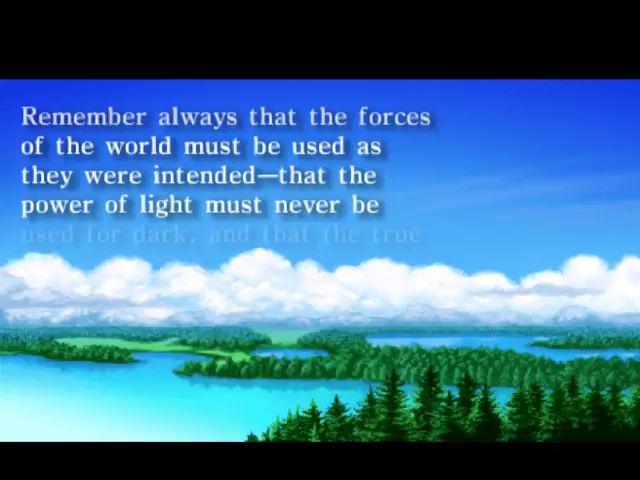 Remember always that the forces
of the world must be used as
they were intended—that the
power of light must never be
used for dark, and that the true